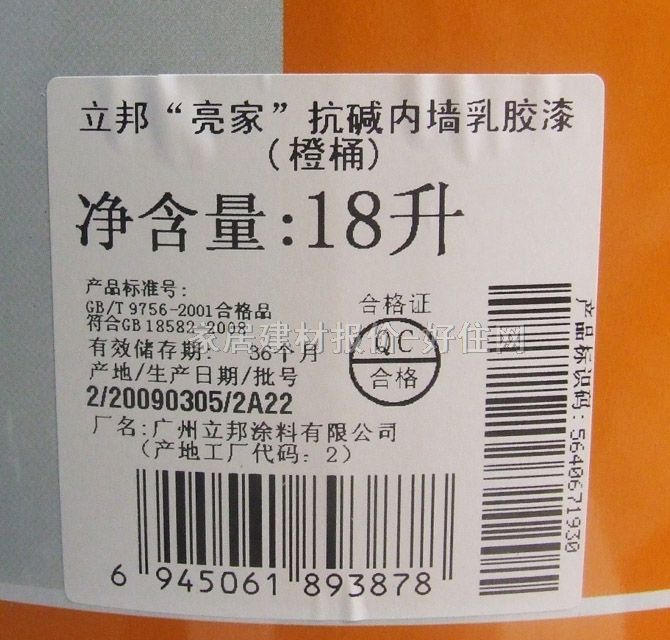 立邦“亮家”抗碱内墙乳胶漆
(橙桶)
净含量:18升
产品标准号:
GB/T 9756-2001合格品
符合GB 18582-2008
有效储存期: 36个月
产地/生产日期/批号
2/20090305/2A22
厂名:广州立邦涂料有限公司
(产地工厂代码: 2)
合格证
QC
合格
产品标识码: 5640671930
6 945061 893878
家居建材报价-好住网